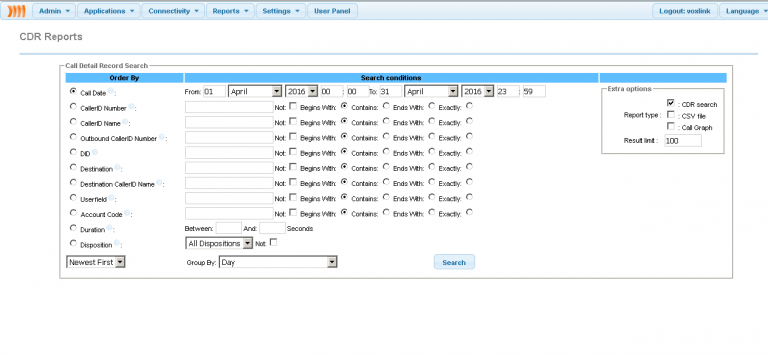 Admin Applications Connectivity Reports Settings User Panel Logout: voxlink Language
CDR Reports
Call Detail Record Search
Order By Search conditions
Call Date : From: 01 April 2016 00 : 00 To: 31 April 2016 23 : 59
CallerID Number : Not: Begins With: Contains: Ends With: Exactly:
CallerID Name : Not: Begins With: Contains: Ends With: Exactly:
Outbound CallerID Number : Not: Begins With: Contains: Ends With: Exactly:
DID : Not: Begins With: Contains: Ends With: Exactly:
Destination : Not: Begins With: Contains: Ends With: Exactly:
Destination CallerID Name : Not: Begins With: Contains: Ends With: Exactly:
Userfield : Not: Begins With: Contains: Ends With: Exactly:
Account Code : Not: Begins With: Contains: Ends With: Exactly:
Duration : Between: And: Seconds
Disposition : All Dispositions Not:
Newest First Group By: Day Search
Extra options
: CDR search
Report type : : CSV file
: Call Graph
Result limit : 100